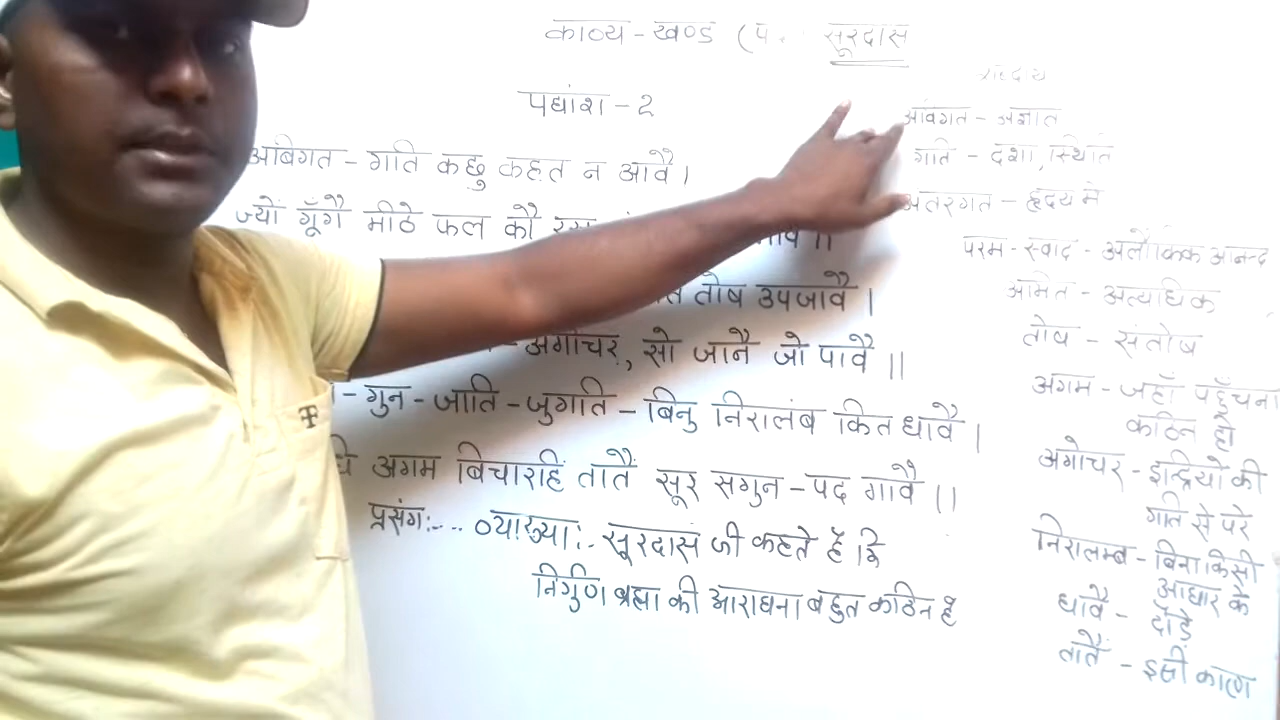 काव्य-खण्ड (प. सूरदास
पद्यांश-2
अबिगत-गति कछु कहत न आवै।
ज्यों गूँगै मीठे फल कौ
तोष उपजावै।
-अगोचर, सो जानै जो पावै॥
-गुन-जाति-जुगति-बिनु निरालंब कित धावै।
अगम बिचारहिं तातैं सूर सगुन-पद गावै॥
प्रसंग:-... व्याख्या:- सूरदास जी कहते हैं कि
निर्गुण ब्रह्म की आराधना बहुत कठिन है
शब्दार्थ
अविगत - अज्ञात
गति - दशा, स्थिति
अंतरगत - हृदय में
परम-स्वाद - अलौकिक आनन्द
अमित - अत्यधिक
तोष - संतोष
अगम - जहाँ पहुँचना
कठिन हो
अगोचर - इन्द्रियों की
गति से परे
निरालम्ब - बिना किसी
आधार के
धावै - दौड़े
तातैं - इसी कारण